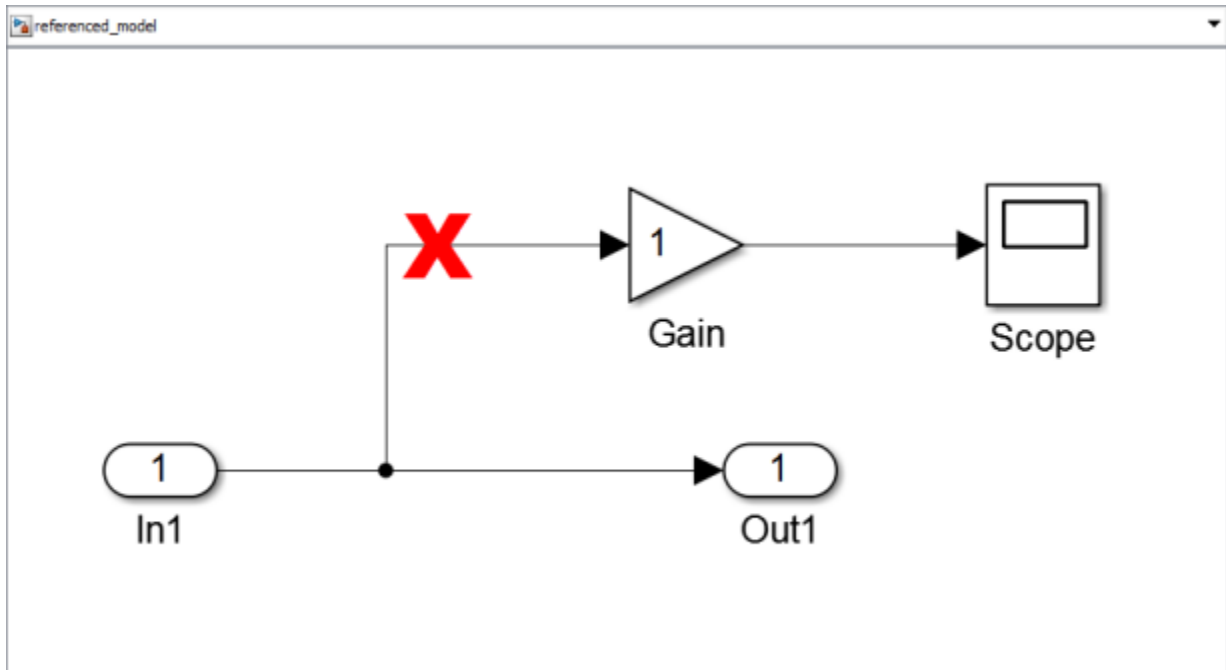 referenced_model
1
Gain
Scope
1
In1
1
Out1